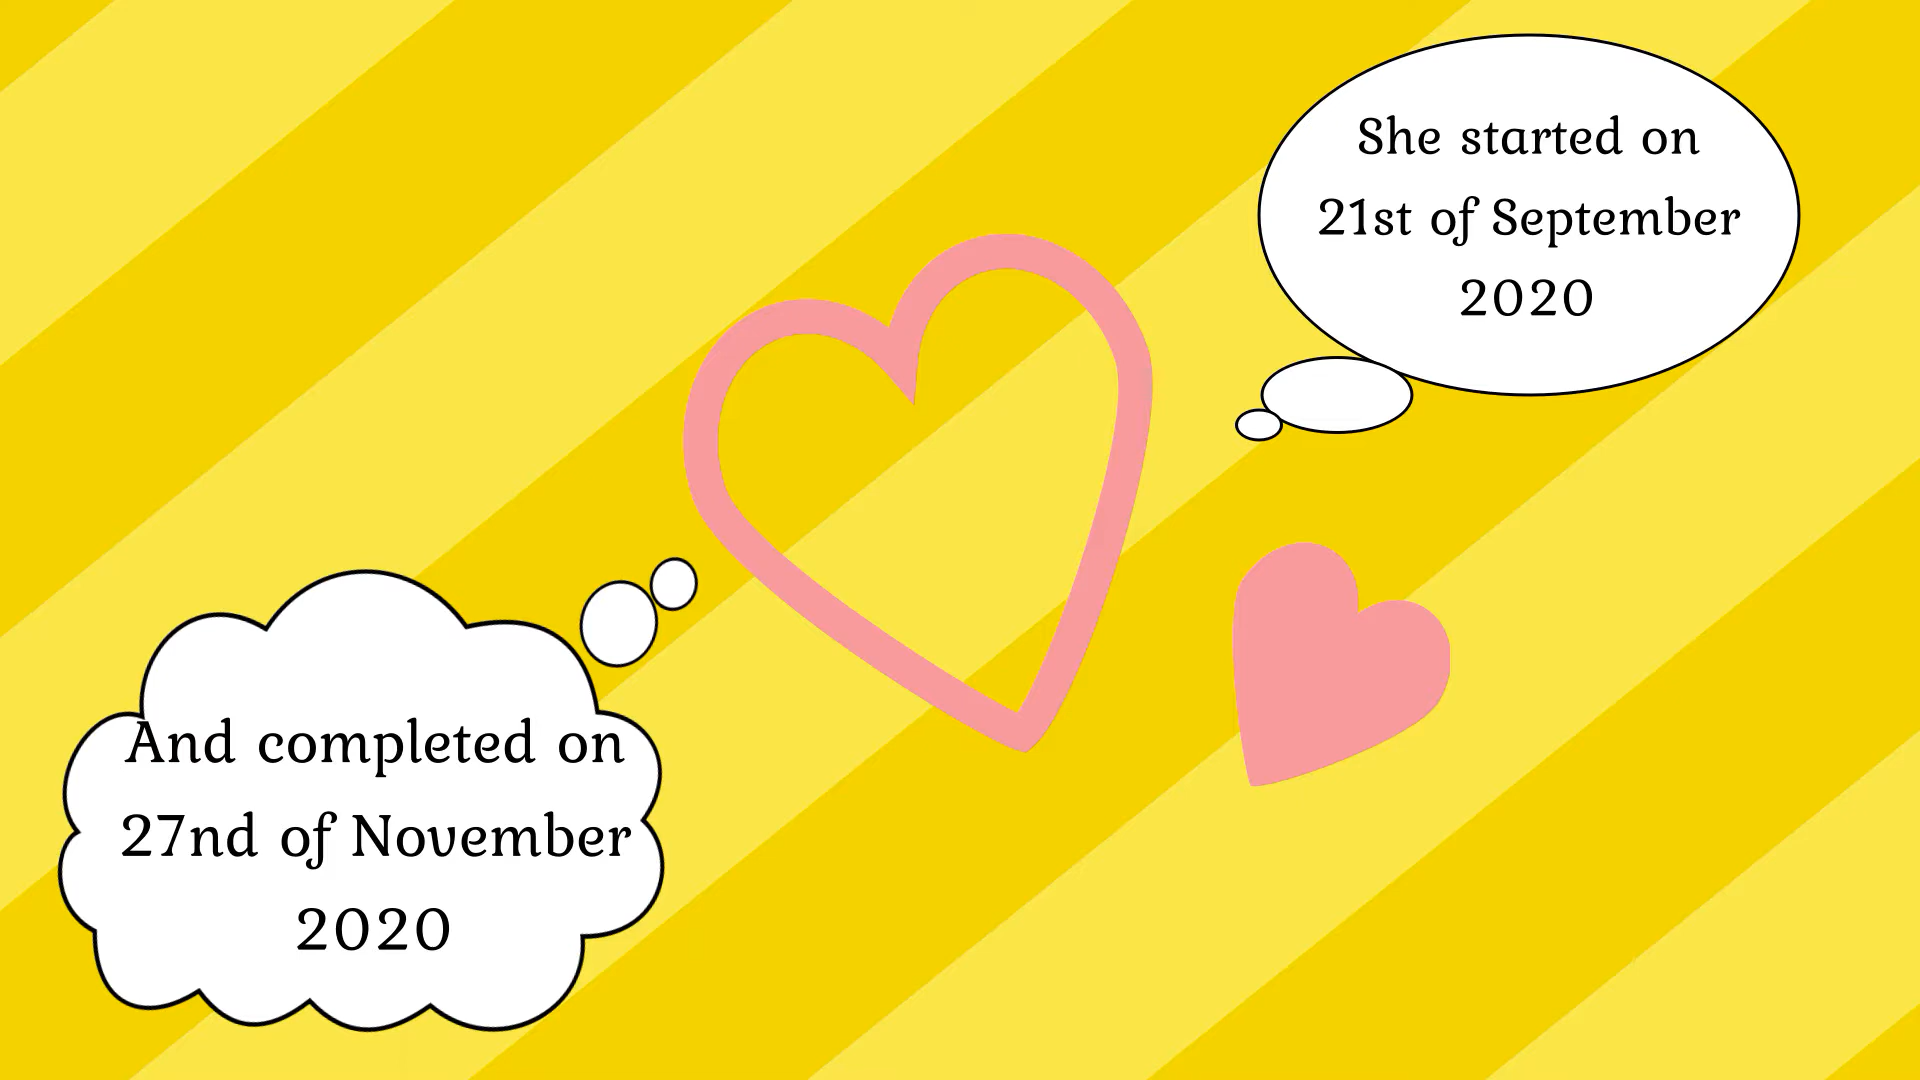 She started on
21st of September
2020
And completed on
27nd of November
2020